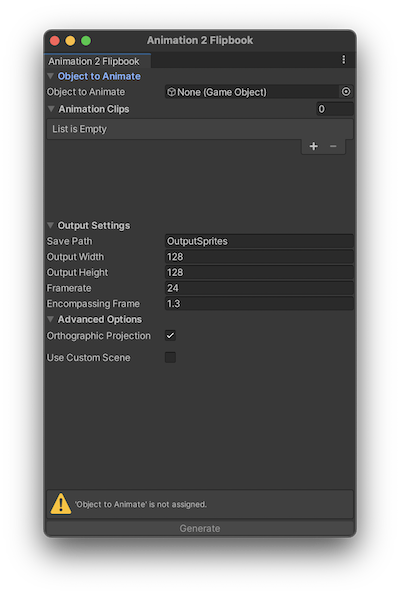 Animation 2 Flipbook
Animation 2 Flipbook
Object to Animate
Object to Animate None (Game Object)
Animation Clips 0
List is Empty
+ −
Output Settings
Save Path OutputSprites
Output Width 128
Output Height 128
Framerate 24
Encompassing Frame 1.3
Advanced Options
Orthographic Projection
Use Custom Scene
'Object to Animate' is not assigned.
Generate